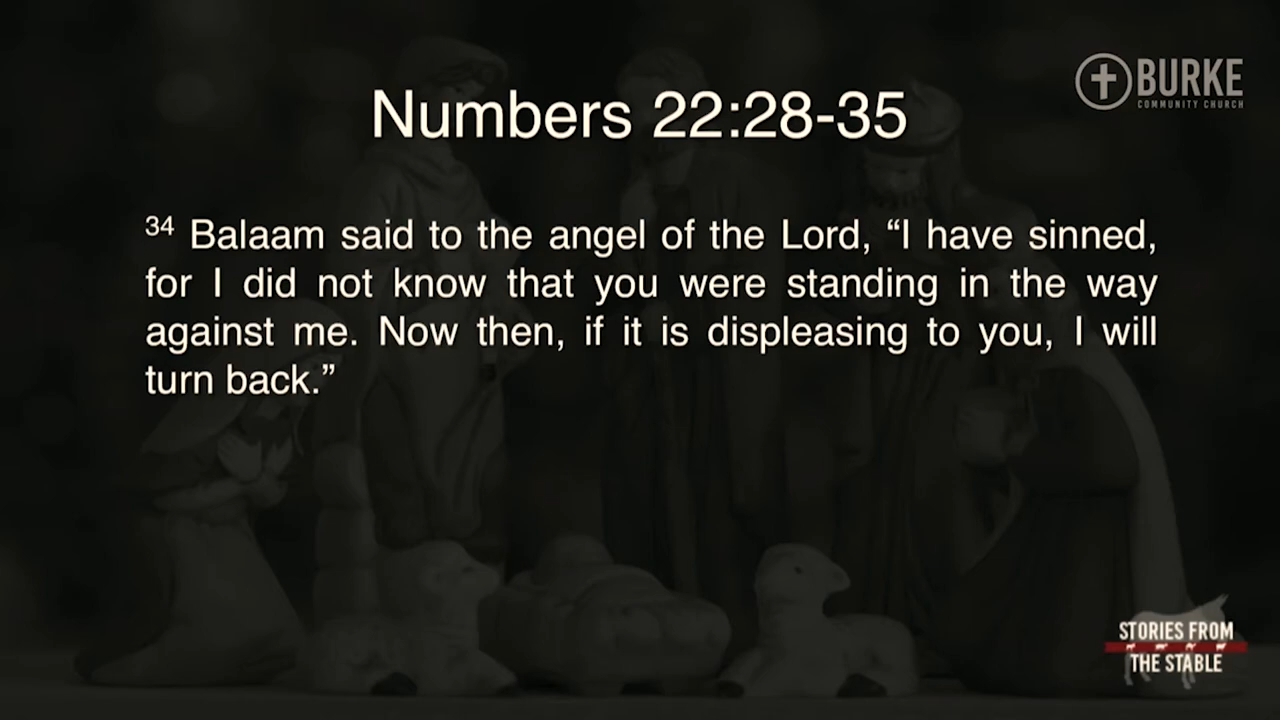 BURKE
COMMUNITY CHURCH
Numbers 22:28-35
34 Balaam said to the angel of the Lord, “I have sinned,
for I did not know that you were standing in the way
against me. Now then, if it is displeasing to you, I will
turn back.”
STORIES FROM
THE STABLE